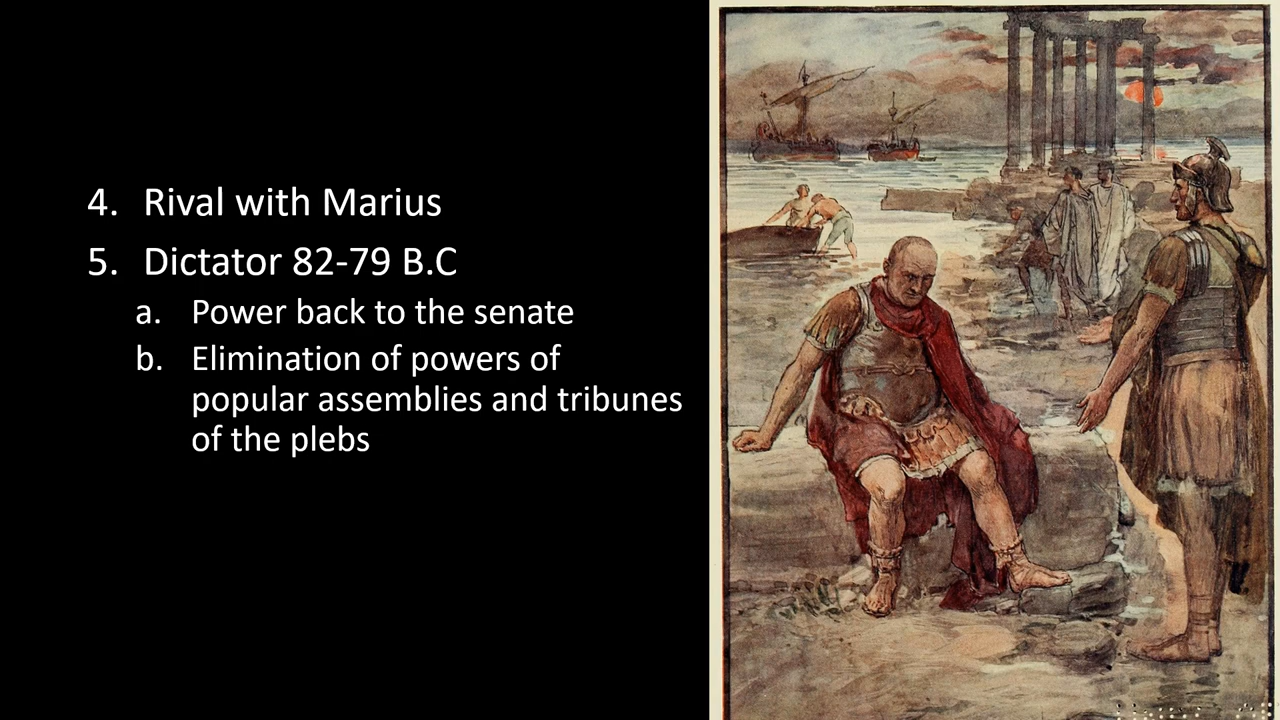 4. Rival with Marius
5. Dictator 82-79 B.C
a. Power back to the senate
b. Elimination of powers of
popular assemblies and tribunes
of the plebs